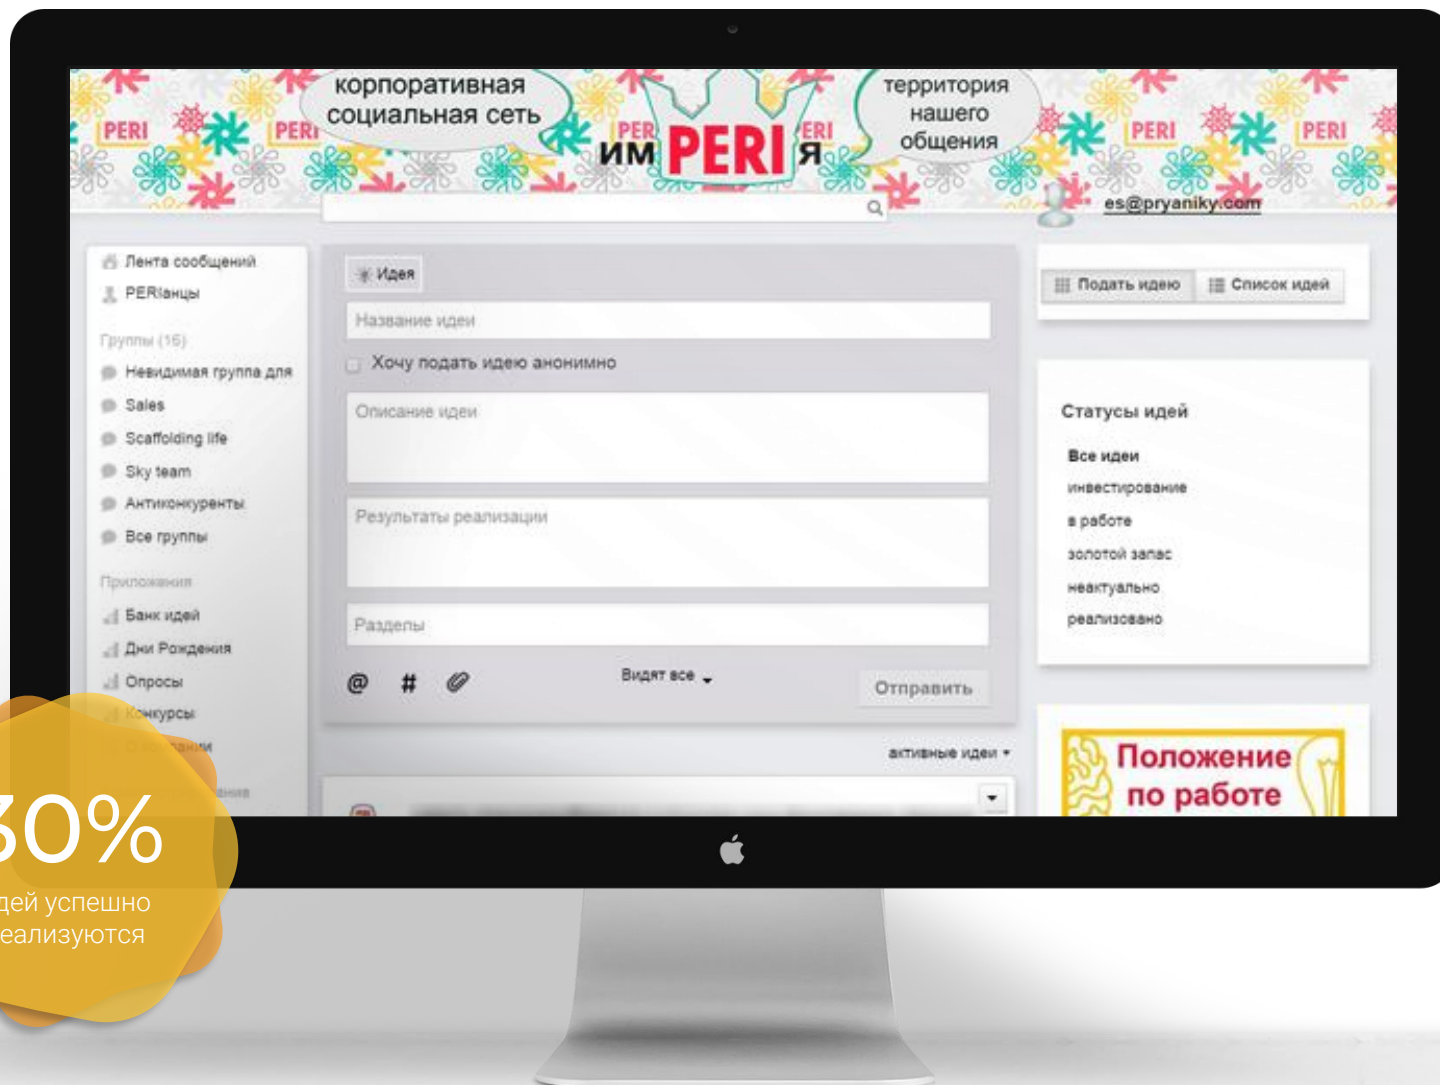 корпоративная
социальная сеть
территория
нашего
общения
PERI
PERI
PERI
PERI
PERI
имPERIя
es@pryaniky.com
Лента сообщений
PERIанцы
Группы (16)
Невидимая группа для
Sales
Scaffolding life
Sky team
Антиконкуренты
Все группы
Приложения
Банк идей
Дни Рождения
Опросы
Конкурсы
Идея
Название идеи
Хочу подать идею анонимно
Описание идеи
Результаты реализации
Разделы
@ #
Видят все
Отправить
активные идеи
Подать идею
Список идей
Статусы идей
Все идеи
инвестирование
в работе
золотой запас
неактуально
реализовано
Положение
по работе
30%
дей успешно
еализуются